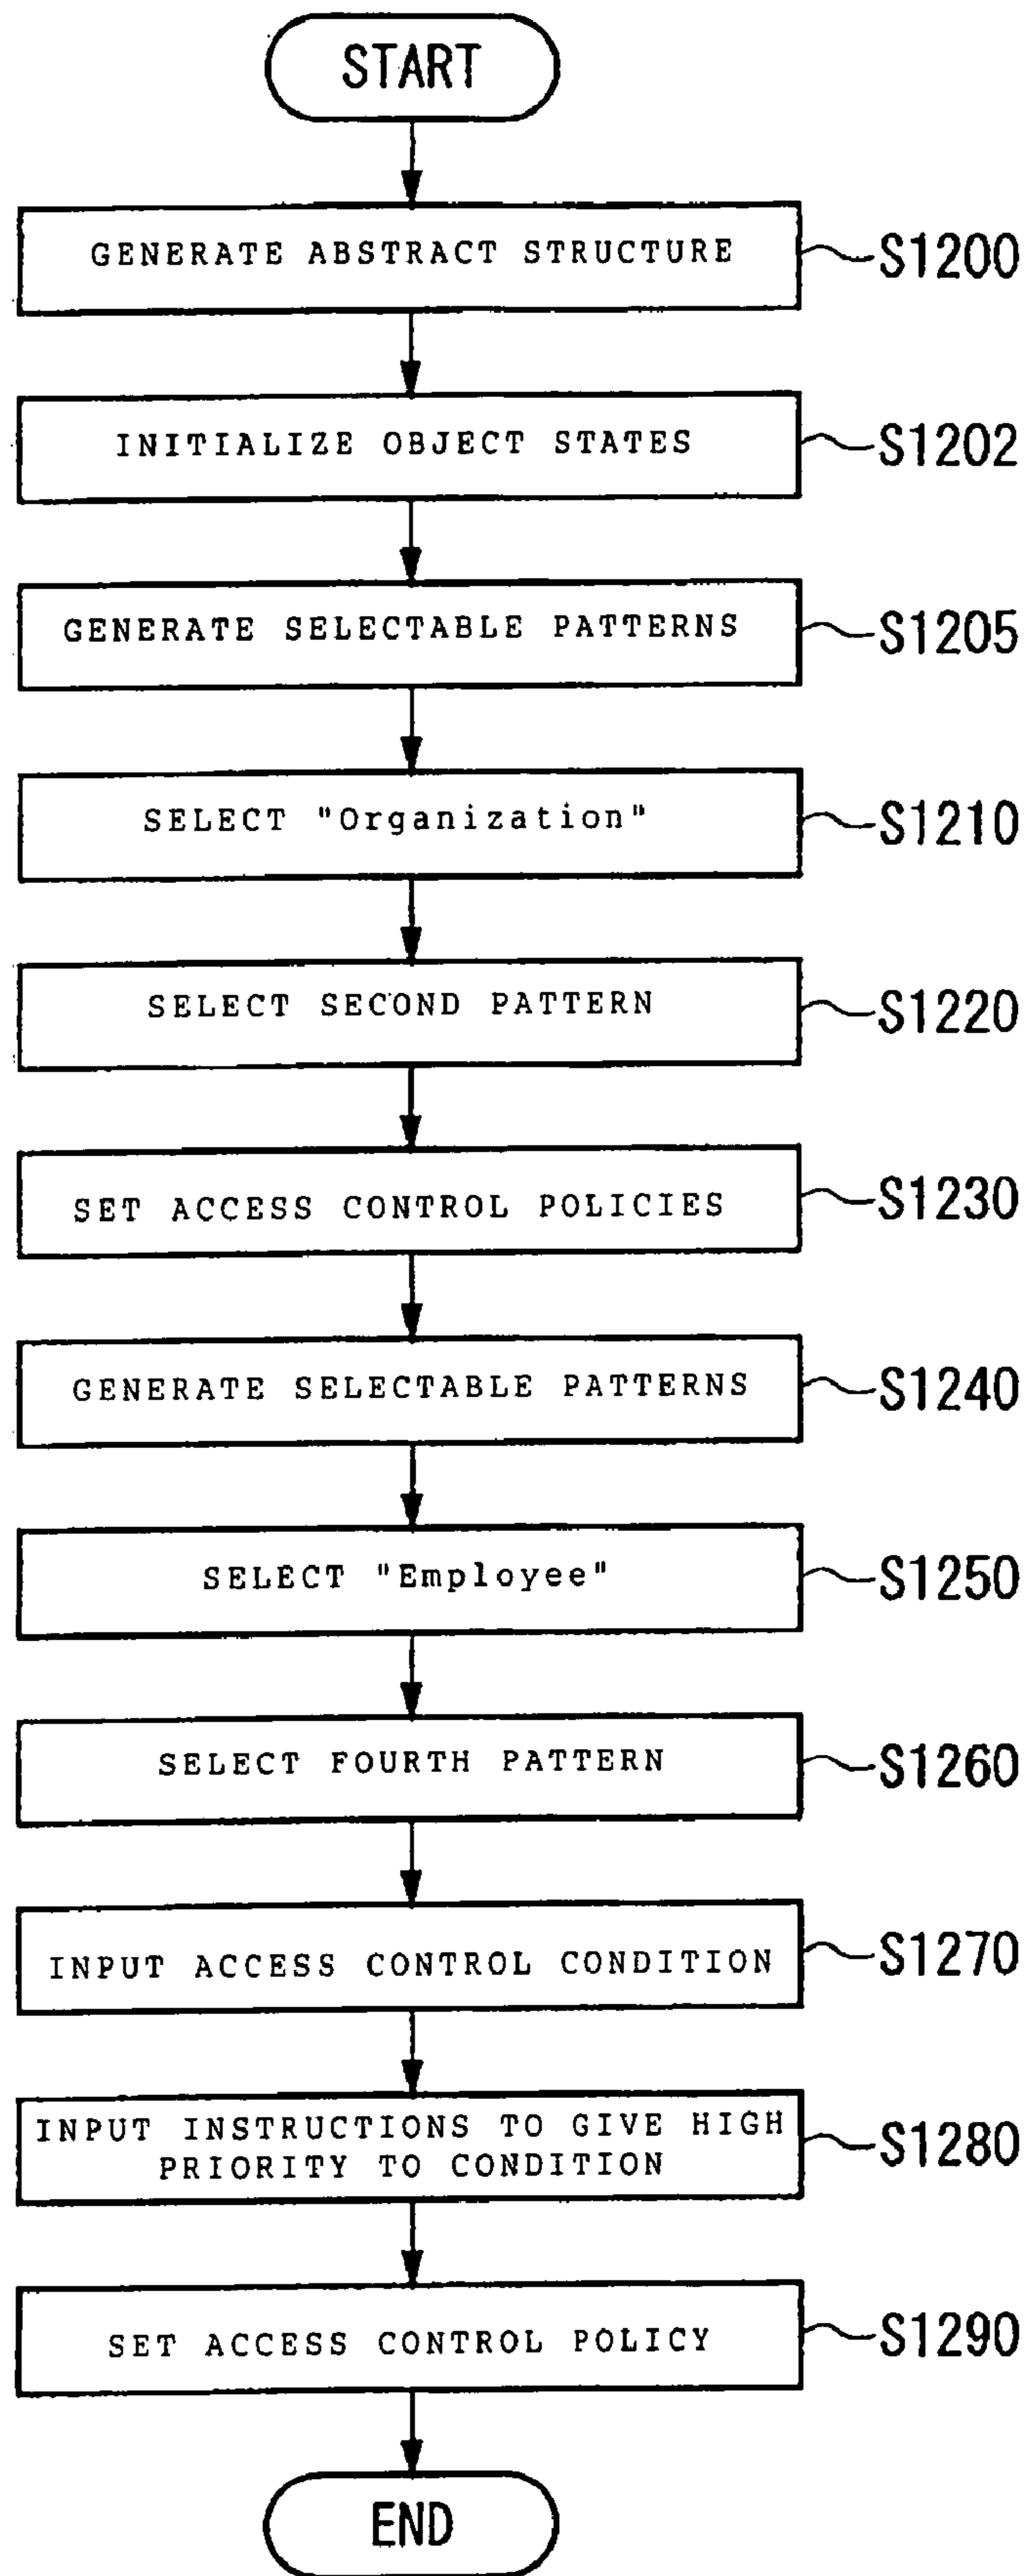 START
GENERATE ABSTRACT STRUCTURE
S1200
INITIALIZE OBJECT STATES
S1202
GENERATE SELECTABLE PATTERNS
S1205
SELECT "Organization"
S1210
SELECT SECOND PATTERN
S1220
SET ACCESS CONTROL POLICIES
S1230
GENERATE SELECTABLE PATTERNS
S1240
SELECT "Employee"
S1250
SELECT FOURTH PATTERN
S1260
INPUT ACCESS CONTROL CONDITION
S1270
INPUT INSTRUCTIONS TO GIVE HIGH
PRIORITY TO CONDITION
S1280
SET ACCESS CONTROL POLICY
S1290
END